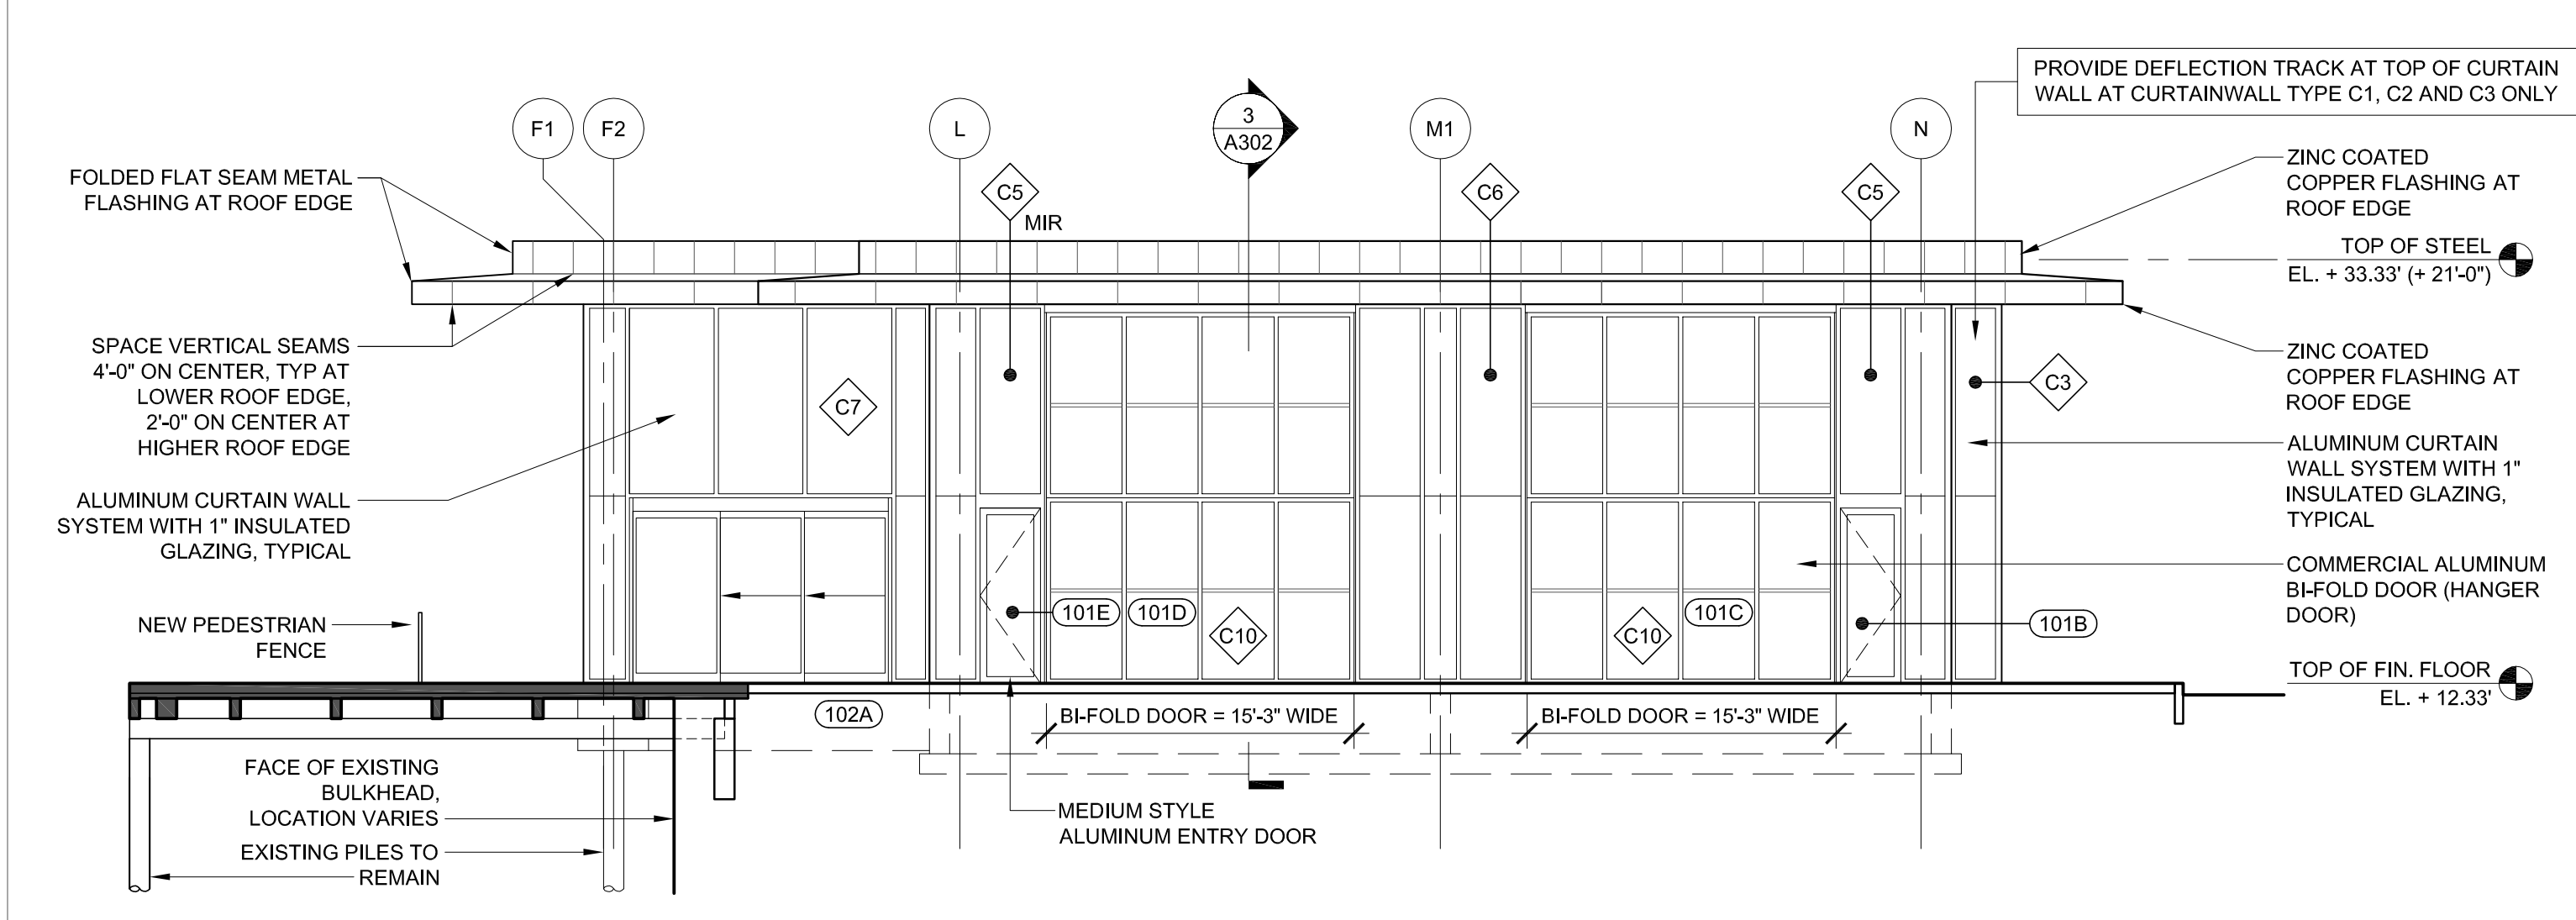 PROVIDE DEFLECTION TRACK AT TOP OF CURTAIN
WALL AT CURTAINWALL TYPE C1, C2 AND C3 ONLY
F1
F2
L
3
A302
M1
N
C5
MIR
C6
C5
FOLDED FLAT SEAM METAL
FLASHING AT ROOF EDGE
ZINC COATED
COPPER FLASHING AT
ROOF EDGE
TOP OF STEEL
EL. + 33.33' (+ 21'-0")
SPACE VERTICAL SEAMS
4'-0" ON CENTER, TYP AT
LOWER ROOF EDGE,
2'-0" ON CENTER AT
HIGHER ROOF EDGE
C7
C3
ZINC COATED
COPPER FLASHING AT
ROOF EDGE
ALUMINUM CURTAIN WALL
SYSTEM WITH 1" INSULATED
GLAZING, TYPICAL
ALUMINUM CURTAIN
WALL SYSTEM WITH 1"
INSULATED GLAZING,
TYPICAL
COMMERCIAL ALUMINUM
BI-FOLD DOOR (HANGER
DOOR)
NEW PEDESTRIAN
FENCE
101E
101D
C10
C10
101C
101B
TOP OF FIN. FLOOR
EL. + 12.33'
102A
BI-FOLD DOOR = 15'-3" WIDE
BI-FOLD DOOR = 15'-3" WIDE
FACE OF EXISTING
BULKHEAD,
LOCATION VARIES
MEDIUM STYLE
ALUMINUM ENTRY DOOR
EXISTING PILES TO
REMAIN